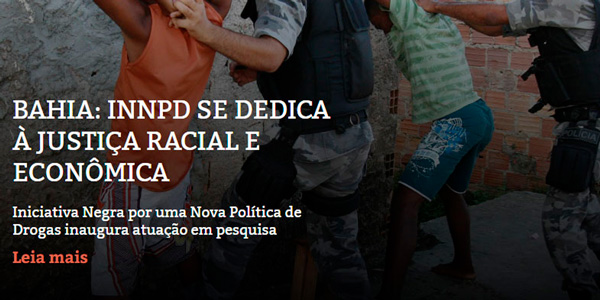 POLÍCIA
BAHIA: INNPD SE DEDICA
À JUSTIÇA RACIAL E
ECONÔMICA
Iniciativa Negra por uma Nova Política de
Drogas inaugura atuação em pesquisa
Leia mais